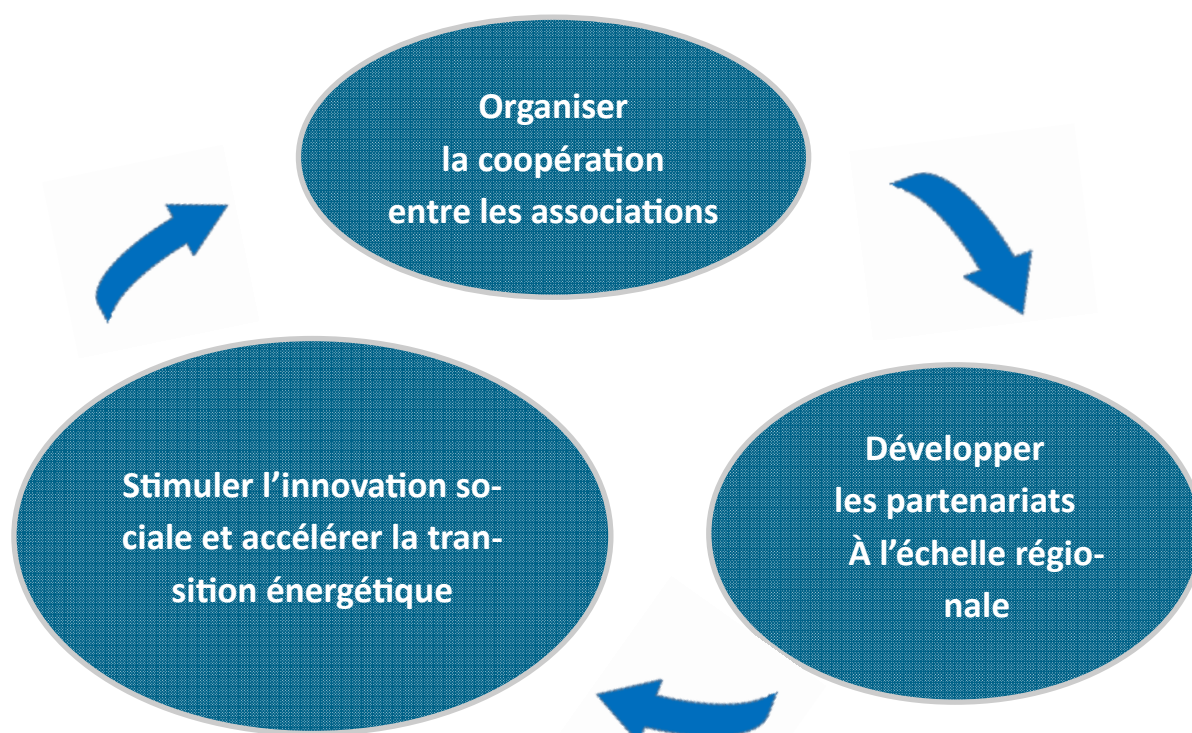 Organiser
la coopération
entre les associations
Stimuler l’innovation so-
ciale et accélérer la tran-
sition énergétique
Développer
les partenariats
À l’échelle régio-
nale